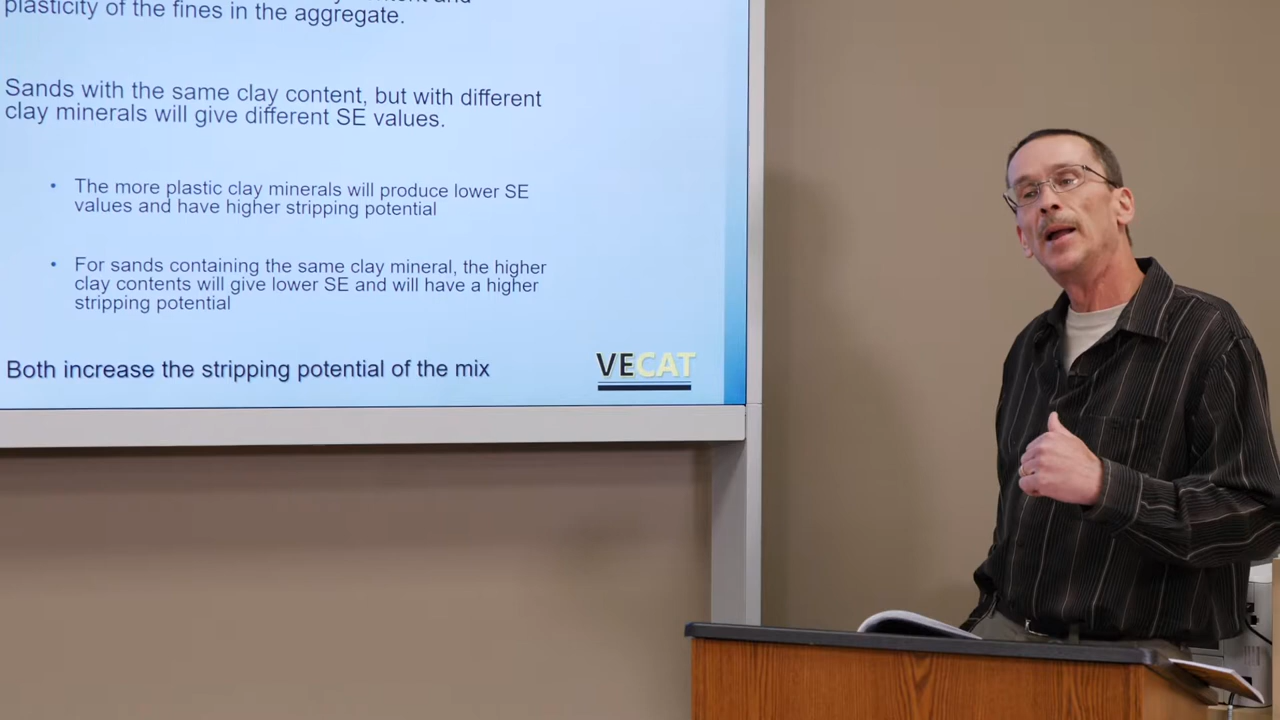 plasticity of the fines in the aggregate.
Sands with the same clay content, but with different
clay minerals will give different SE values.
• The more plastic clay minerals will produce lower SE
values and have higher stripping potential
• For sands containing the same clay mineral, the higher
clay contents will give lower SE and will have a higher
stripping potential
Both increase the stripping potential of the mix
VECAT